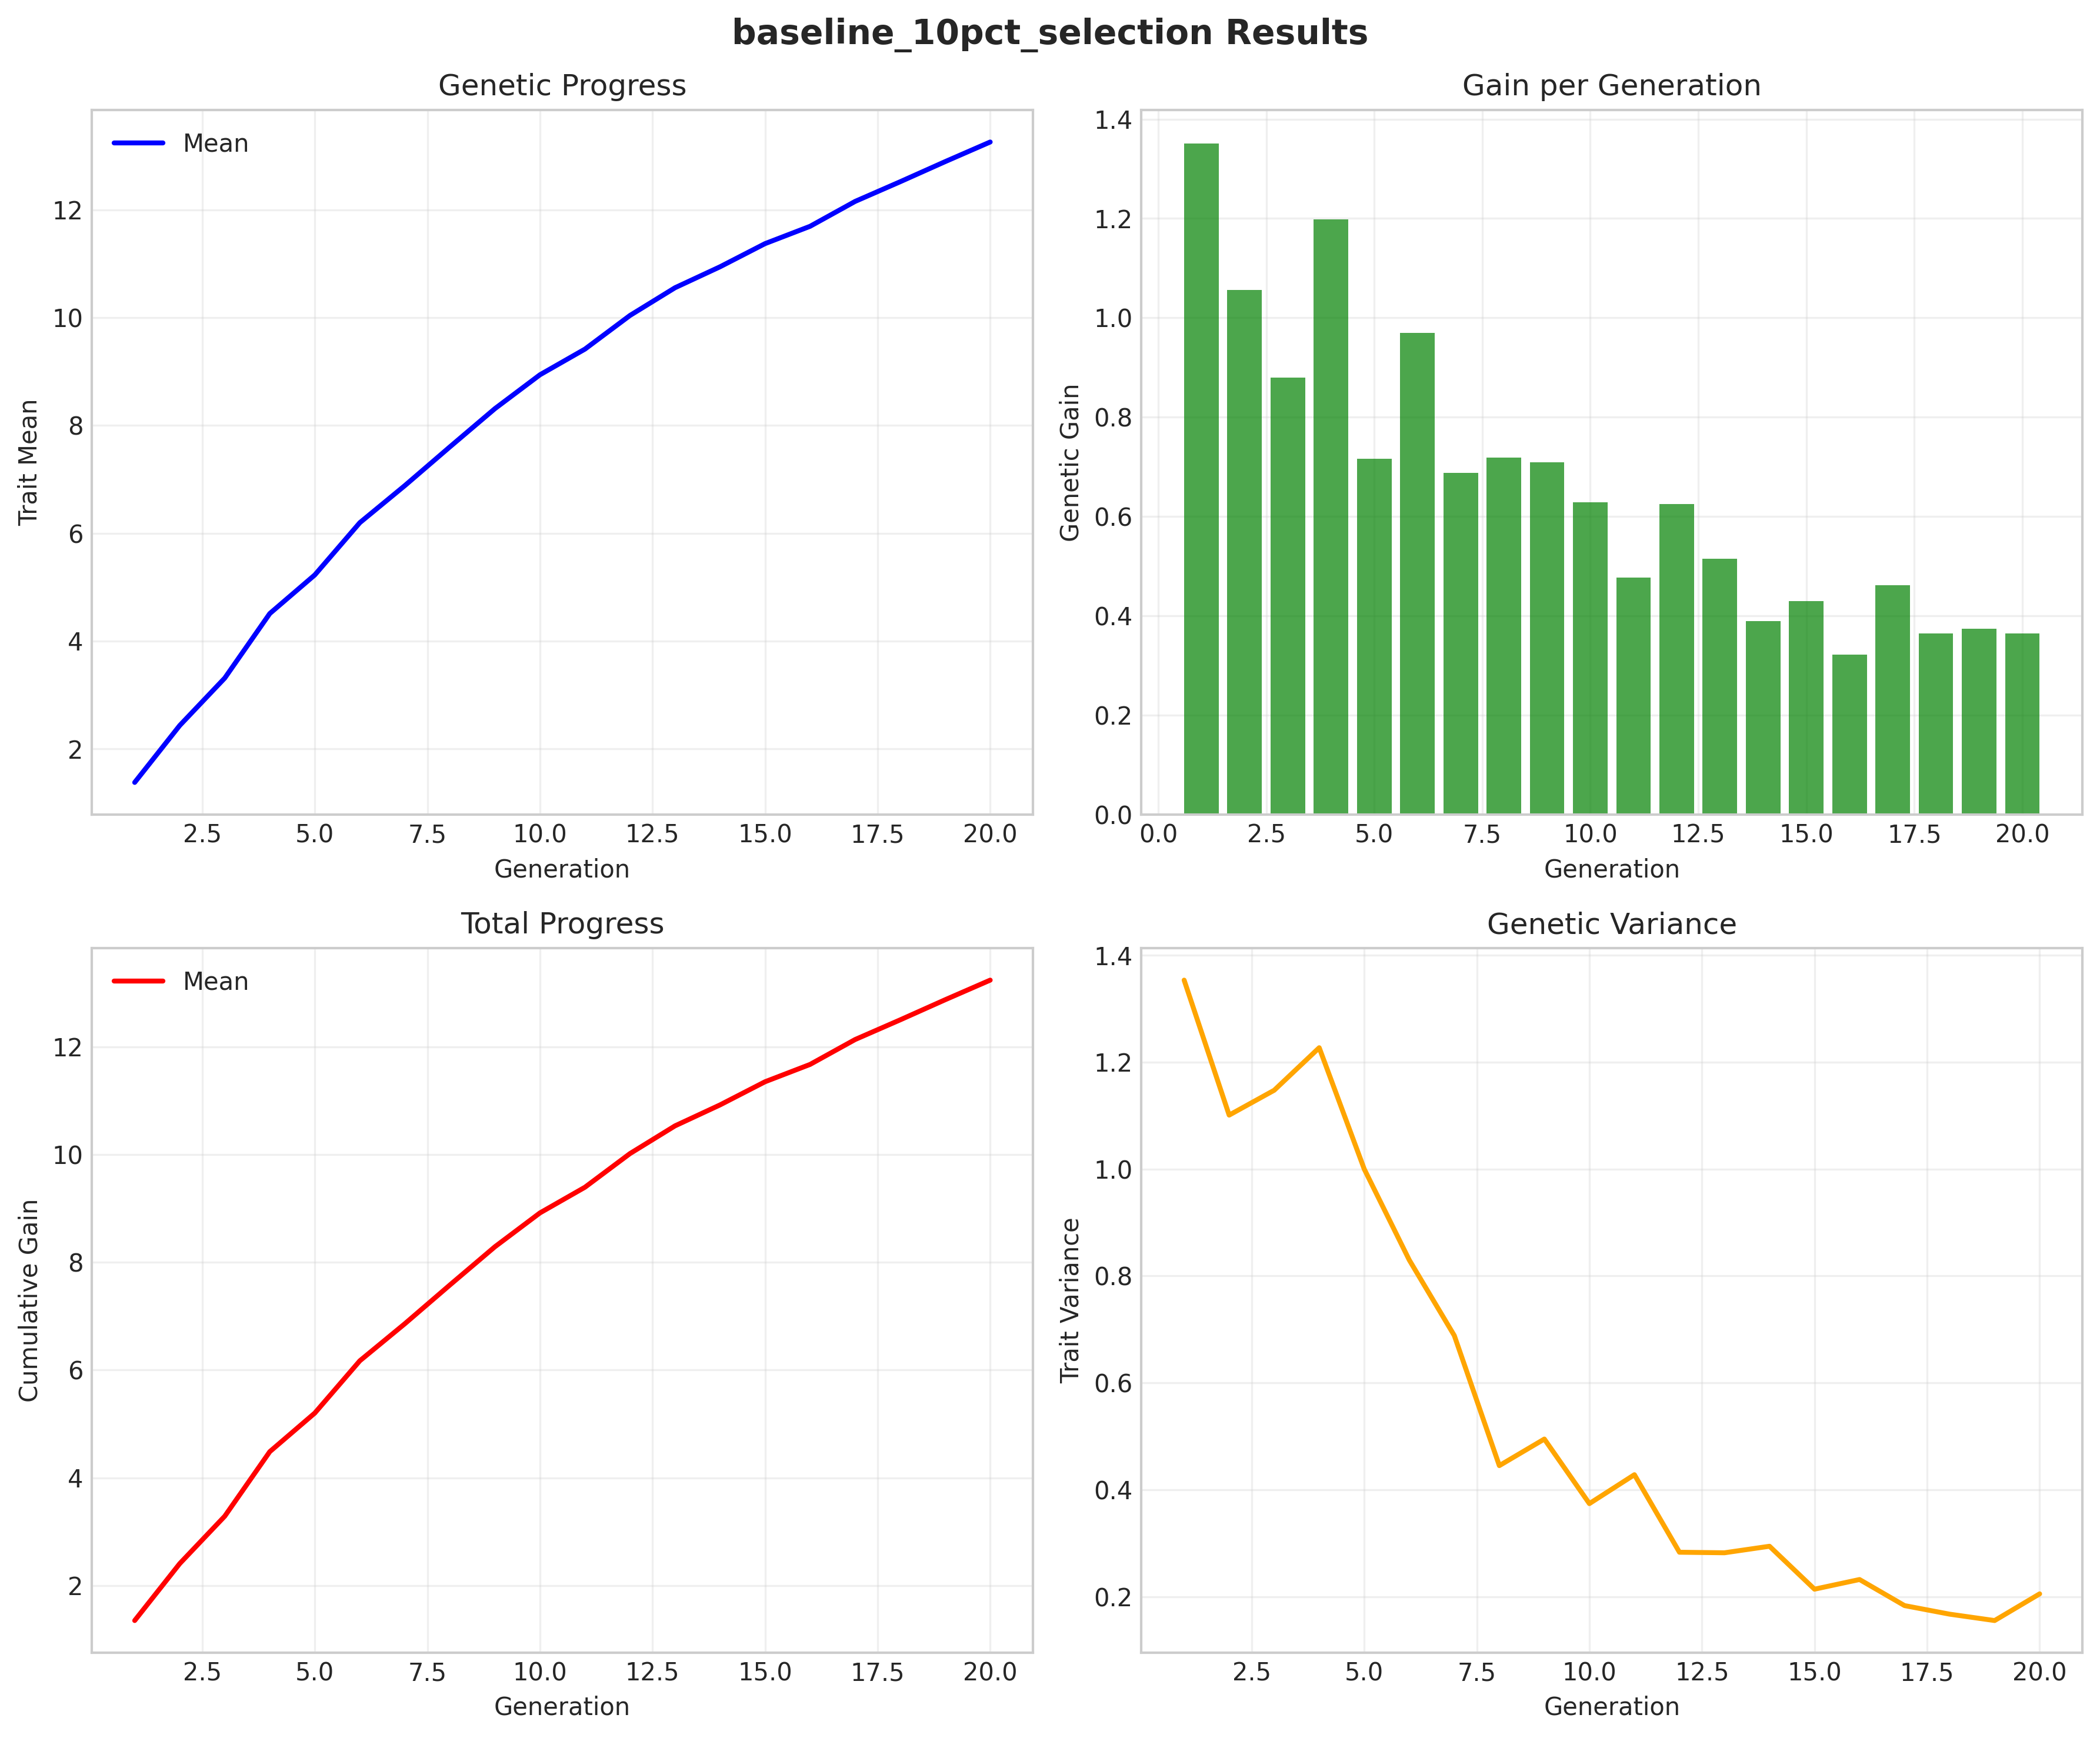 baseline_10pct_selection Results
Genetic Progress
Mean
12
10
8
6
4
2
Trait Mean
2.5 5.0 7.5 10.0 12.5 15.0 17.5 20.0
Generation
Gain per Generation
1.4
1.2
1.0
0.8
0.6
0.4
0.2
0.0
Genetic Gain
0.0 2.5 5.0 7.5 10.0 12.5 15.0 17.5 20.0
Generation
Total Progress
Mean
12
10
8
6
4
2
Cumulative Gain
2.5 5.0 7.5 10.0 12.5 15.0 17.5 20.0
Generation
Genetic Variance
1.4
1.2
1.0
0.8
0.6
0.4
0.2
Trait Variance
2.5 5.0 7.5 10.0 12.5 15.0 17.5 20.0
Generation